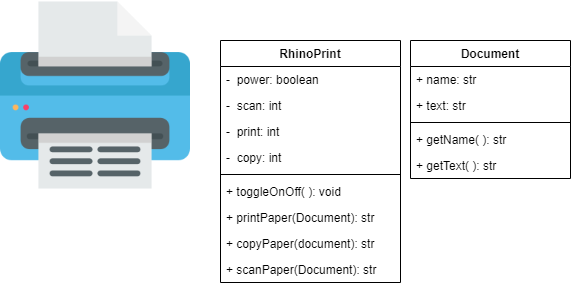 RhinoPrint
- power: boolean
- scan: int
- print: int
- copy: int
+ toggleOnOff( ): void
+ printPaper(Document): str
+ copyPaper(document): str
+ scanPaper(Document): str
Document
+ name: str
+ text: str
+ getName( ): str
+ getText( ): str